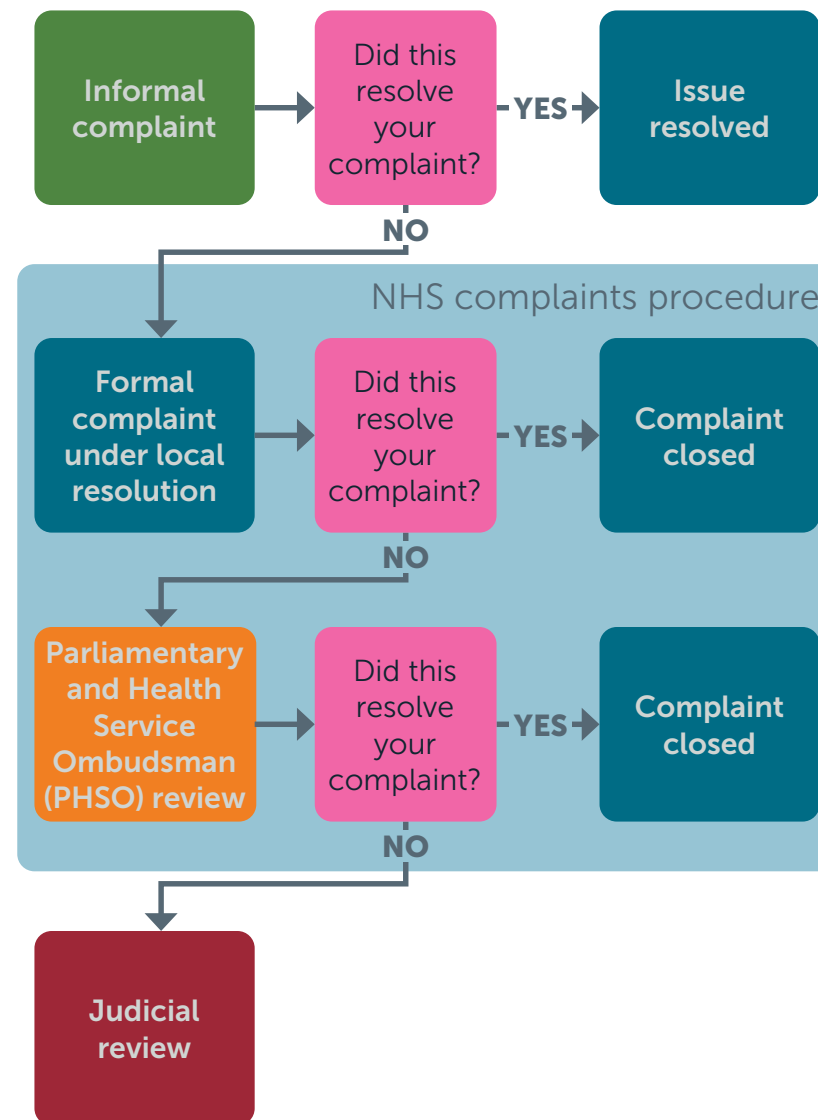 Informal
complaint
Did this
resolve
your
complaint?
YES
Issue
resolved
NO
NHS complaints procedure
Formal
complaint
under local
resolution
Did this
resolve
your
complaint?
YES
Complaint
closed
NO
Parliamentary
and Health
Service
Ombudsman
(PHSO) review
Did this
resolve
your
complaint?
YES
Complaint
closed
NO
Judicial
review